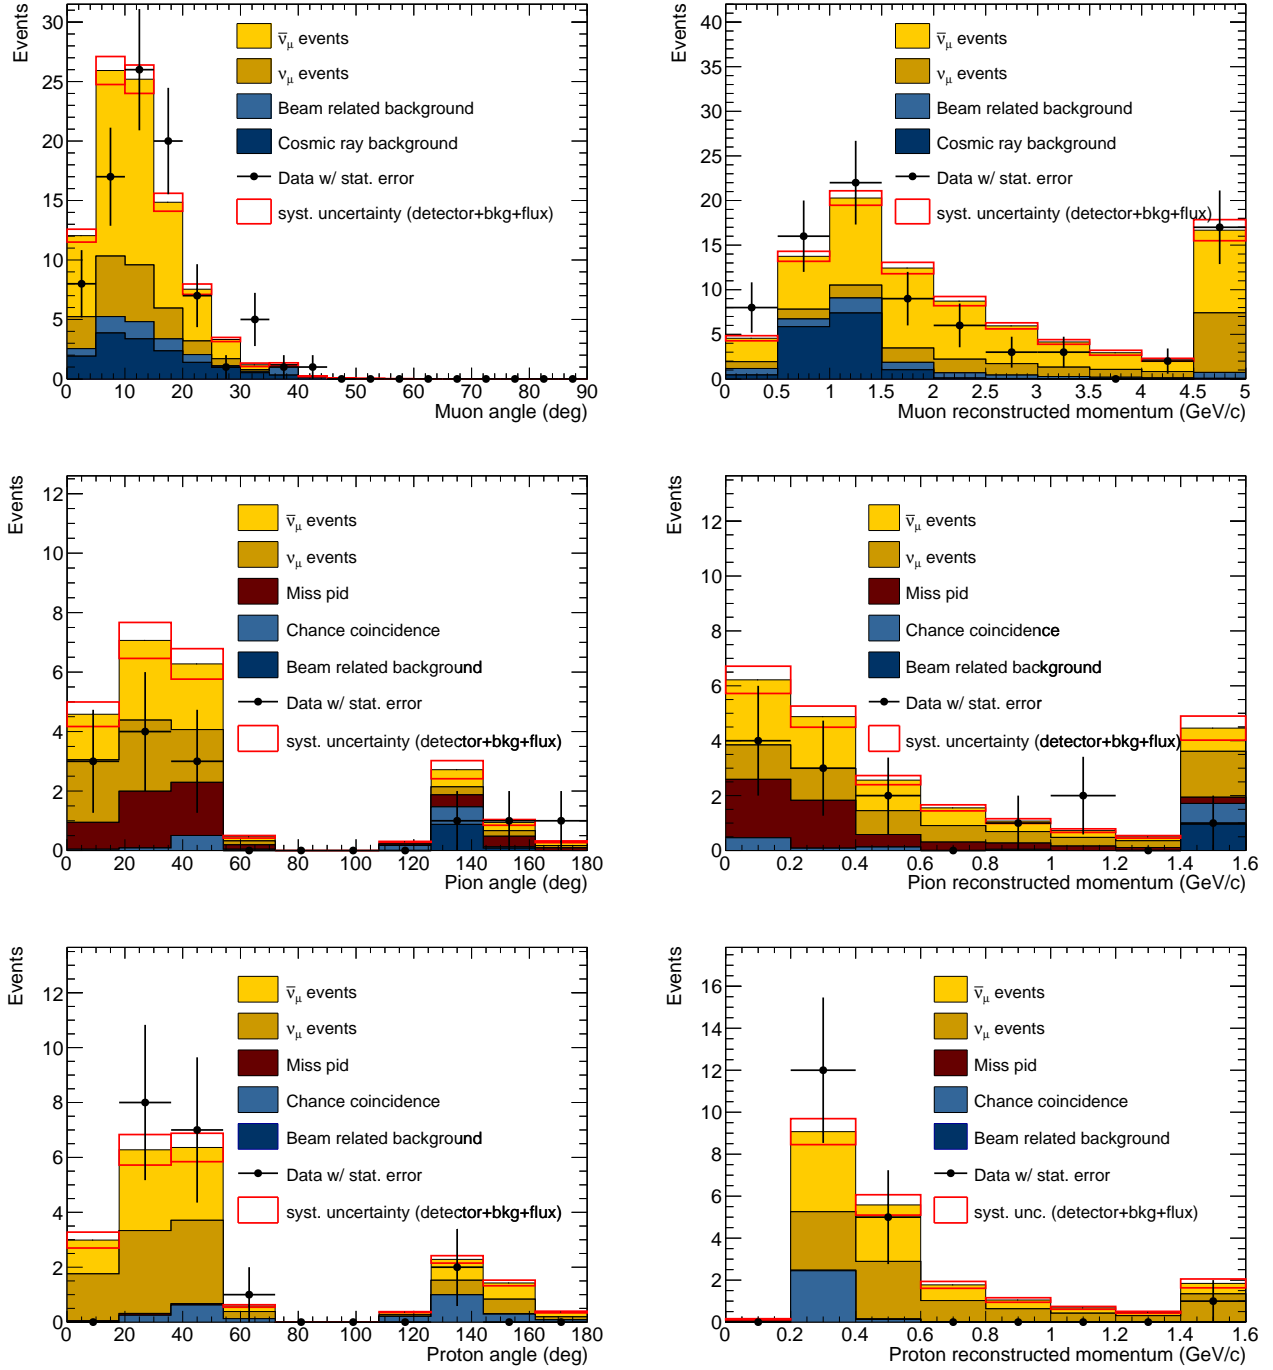 Events
30
25
20
15
10
5
0
ν̄μ events
νμ events
Beam related background
Cosmic ray background
Data w/ stat. error
syst. uncertainty (detector+bkg+flux)
0 10 20 30 40 50 60 70 80 90
Muon angle (deg)
Events
40
35
30
25
20
15
10
5
0
ν̄μ events
νμ events
Beam related background
Cosmic ray background
Data w/ stat. error
syst. uncertainty (detector+bkg+flux)
0 0.5 1 1.5 2 2.5 3 3.5 4 4.5 5
Muon reconstructed momentum (GeV/c)
Events
12
10
8
6
4
2
0
ν̄μ events
νμ events
Miss pid
Chance coincidence
Beam related background
Data w/ stat. error
syst. uncertainty (detector+bkg+flux)
0 20 40 60 80 100 120 140 160 180
Pion angle (deg)
Events
12
10
8
6
4
2
0
ν̄μ events
νμ events
Miss pid
Chance coincidence
Beam related background
Data w/ stat. error
syst. uncertainty (detector+bkg+flux)
0 0.2 0.4 0.6 0.8 1 1.2 1.4 1.6
Pion reconstructed momentum (GeV/c)
Events
12
10
8
6
4
2
0
ν̄μ events
νμ events
Miss pid
Chance coincidence
Beam related background
Data w/ stat. error
syst. uncertainty (detector+bkg+flux)
0 20 40 60 80 100 120 140 160 180
Proton angle (deg)
Events
16
14
12
10
8
6
4
2
0
ν̄μ events
νμ events
Miss pid
Chance coincidence
Beam related background
Data w/ stat. error
syst. unc. (detector+bkg+flux)
0 0.2 0.4 0.6 0.8 1 1.2 1.4 1.6
Proton reconstructed momentum (GeV/c)